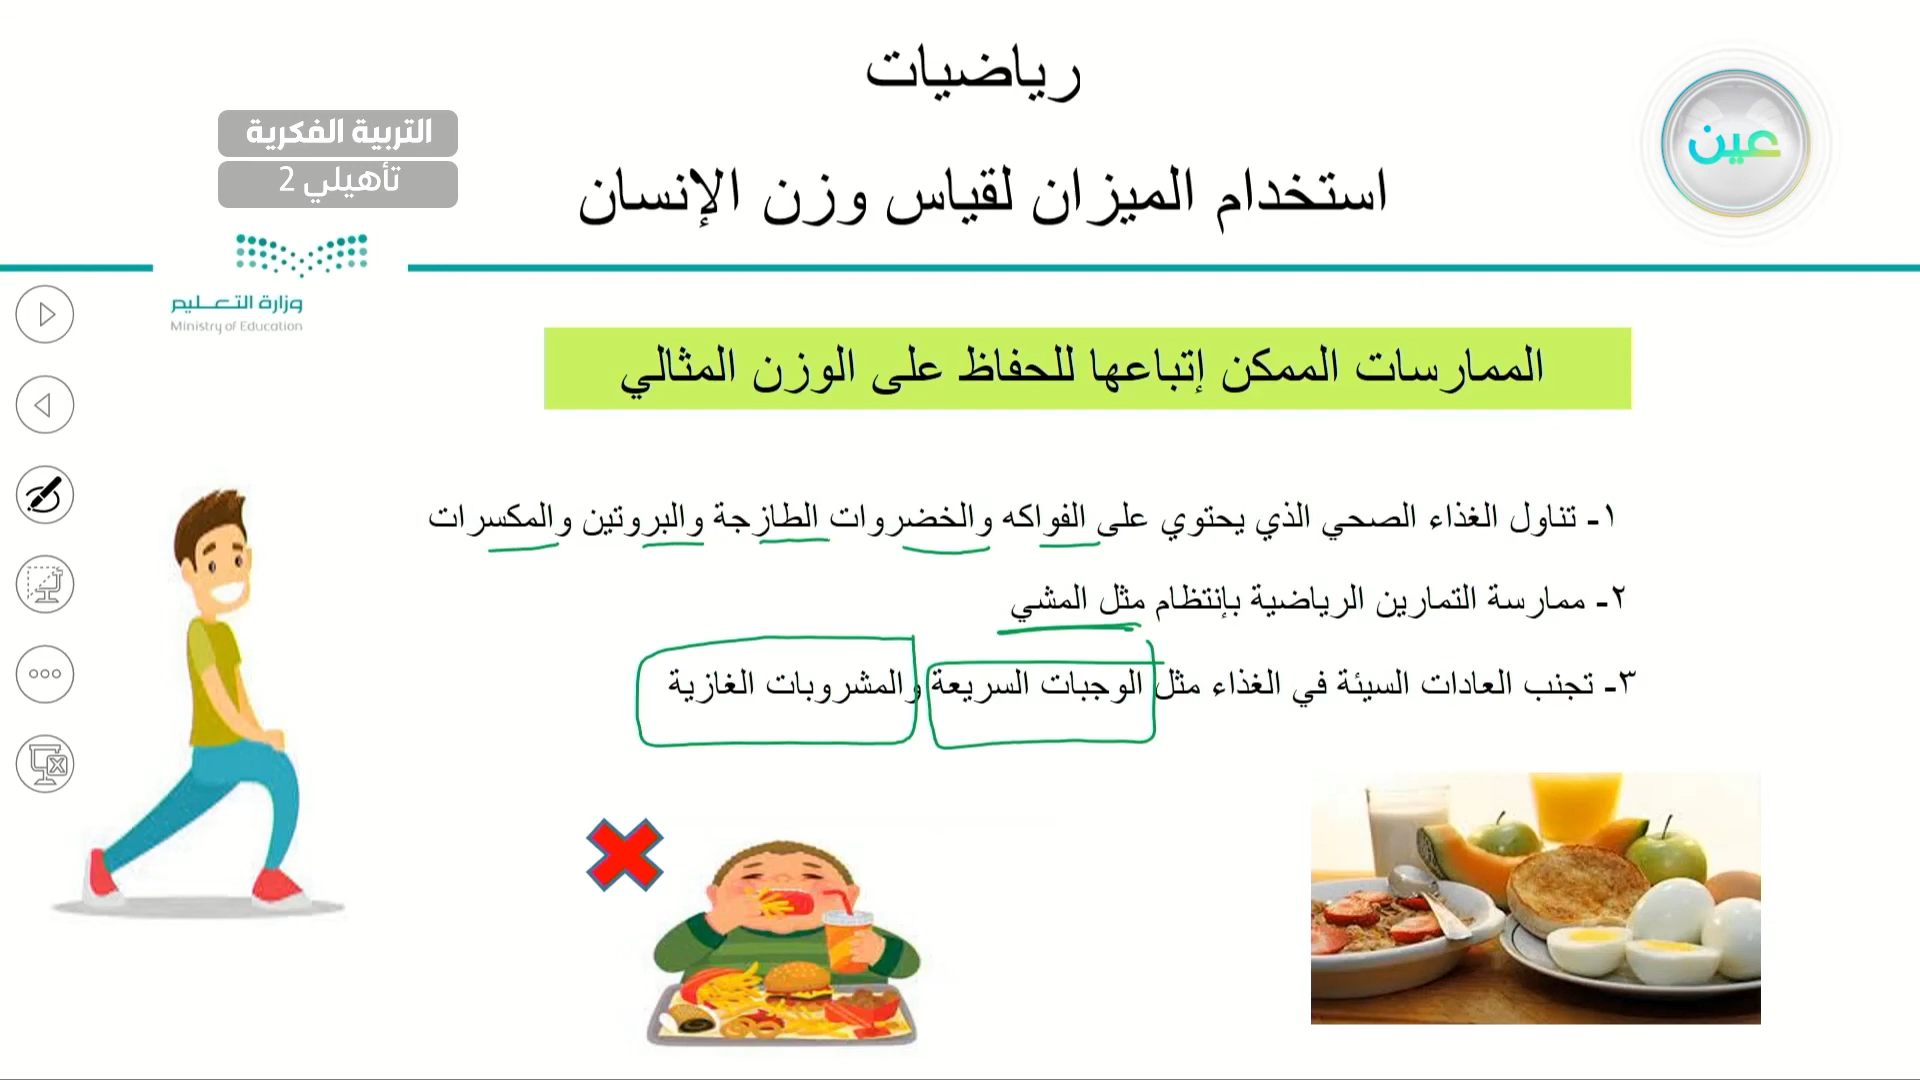 رياضيات
عين
التربية الفكرية
تأهيلي 2
استخدام الميزان لقياس وزن الإنسان
وزارة التعليم
Ministry of Education
الممارسات الممكن إتباعها للحفاظ على الوزن المثالي
١- تناول الغذاء الصحي الذي يحتوي على الفواكه والخضروات الطازجة والبروتين والمكسرات
٢- ممارسة التمارين الرياضية بإنتظام مثل المشي
٣- تجنب العادات السيئة في الغذاء مثل الوجبات السريعة والمشروبات الغازية